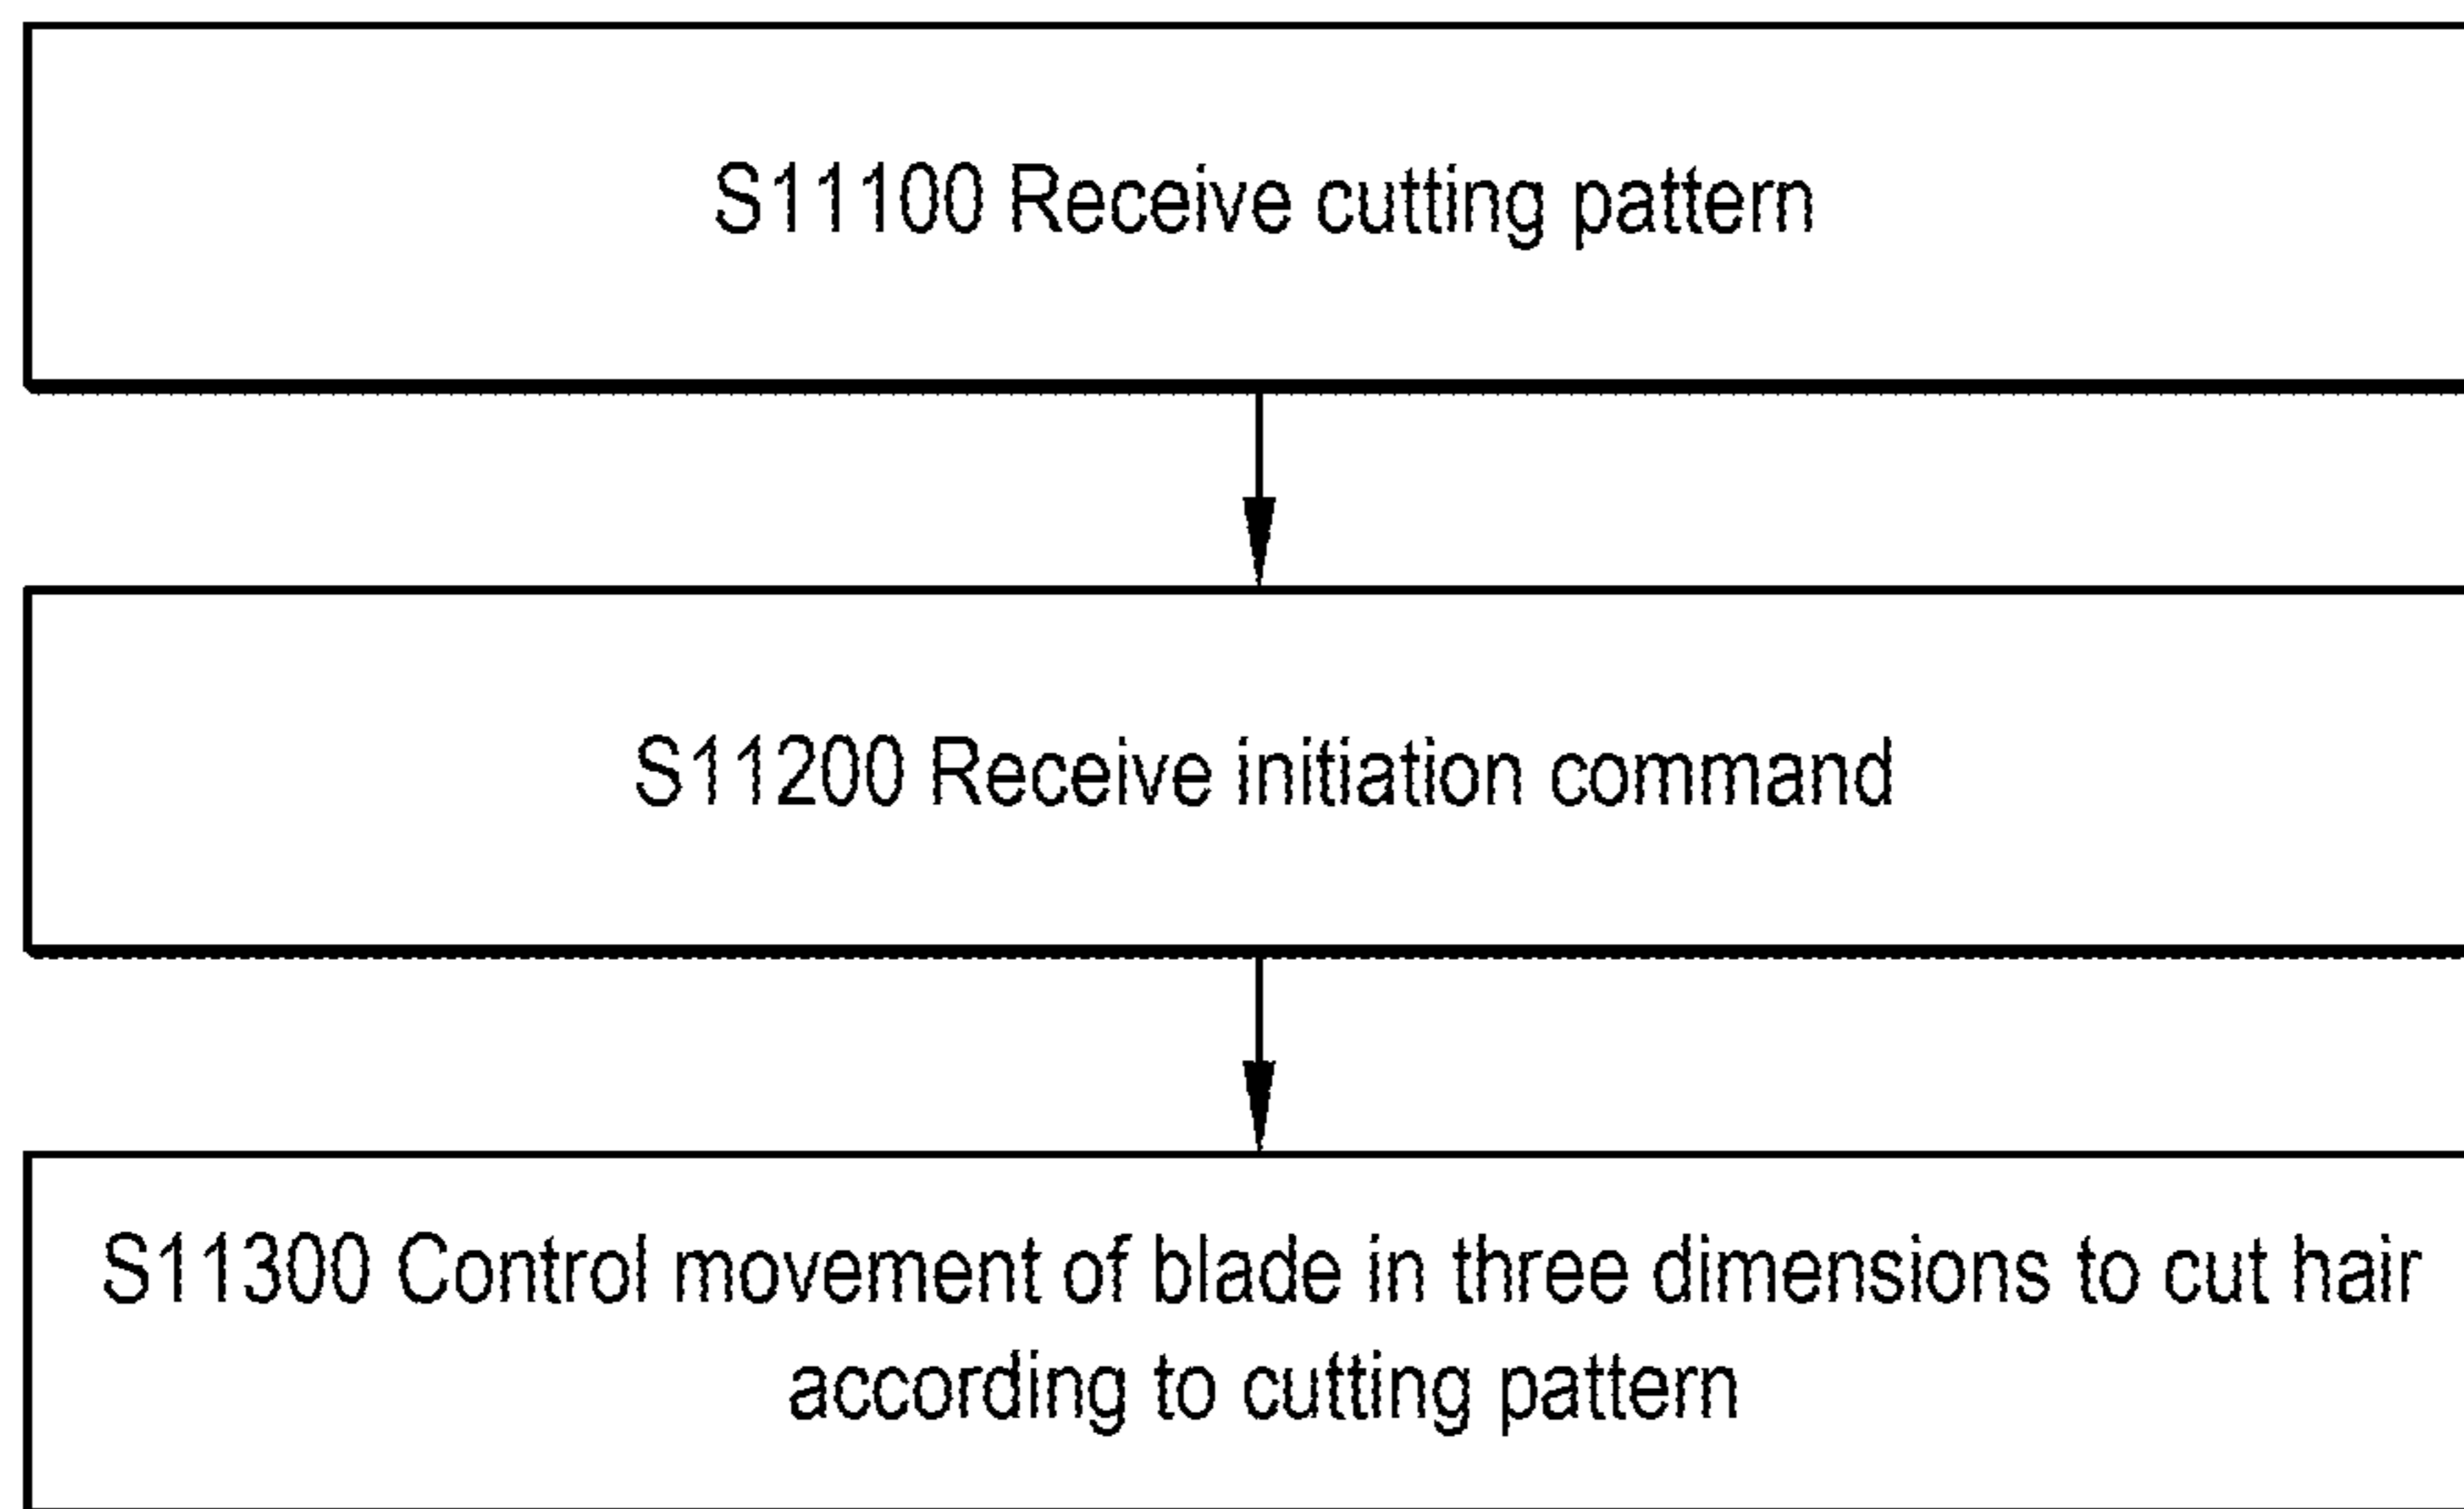 S11100 Receive cutting pattern
S11200 Receive initiation command
S11300 Control movement of blade in three dimensions to cut hair
according to cutting pattern